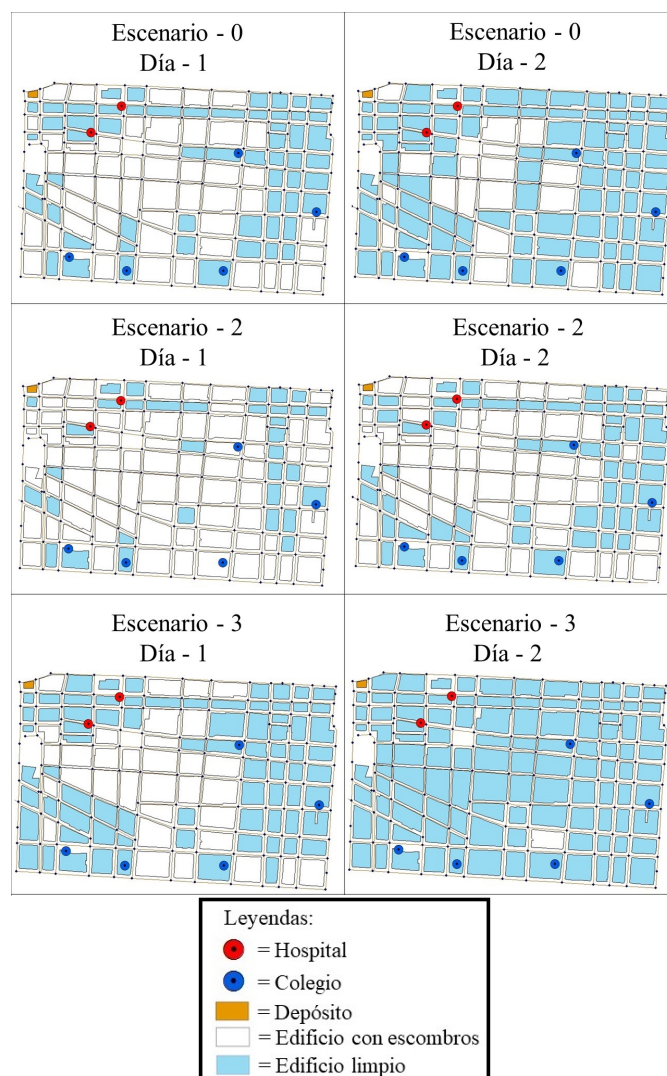 Escenario - 0
Día - 1
Escenario - 0
Día - 2
Escenario - 2
Día - 1
Escenario - 2
Día - 2
Escenario - 3
Día - 1
Escenario - 3
Día - 2
Leyendas:
= Hospital
= Colegio
= Depósito
= Edificio con escombros
= Edificio limpio